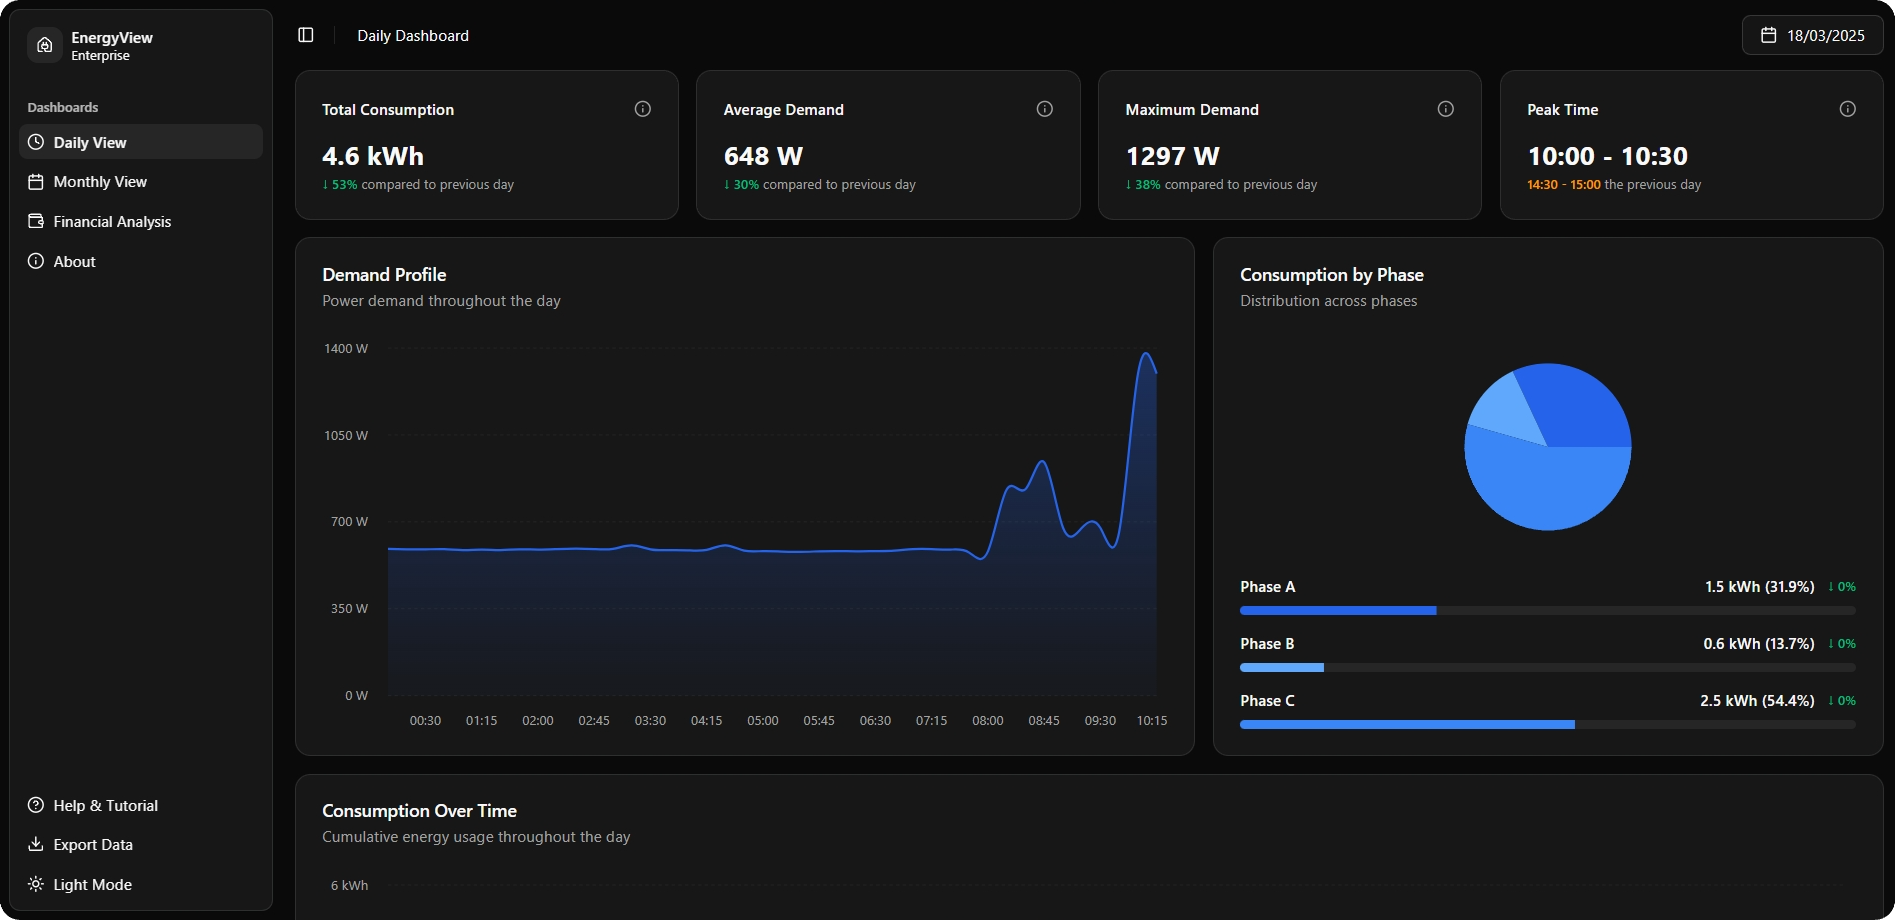 EnergyView
Enterprise
Dashboards
Daily View
Monthly View
Financial Analysis
About
Help & Tutorial
Export Data
Light Mode
Daily Dashboard
18/03/2025
Total Consumption
4.6 kWh
↓ 53% compared to previous day
Average Demand
648 W
↓ 30% compared to previous day
Maximum Demand
1297 W
↓ 38% compared to previous day
Peak Time
10:00 - 10:30
14:30 - 15:00 the previous day
Demand Profile
Power demand throughout the day
1400 W
1050 W
700 W
350 W
0 W
00:30 01:15 02:00 02:45 03:30 04:15 05:00 05:45 06:30 07:15 08:00 08:45 09:30 10:15
Consumption by Phase
Distribution across phases
Phase A 1.5 kWh (31.9%) ↓ 0%
Phase B 0.6 kWh (13.7%) ↓ 0%
Phase C 2.5 kWh (54.4%) ↓ 0%
Consumption Over Time
Cumulative energy usage throughout the day
6 kWh